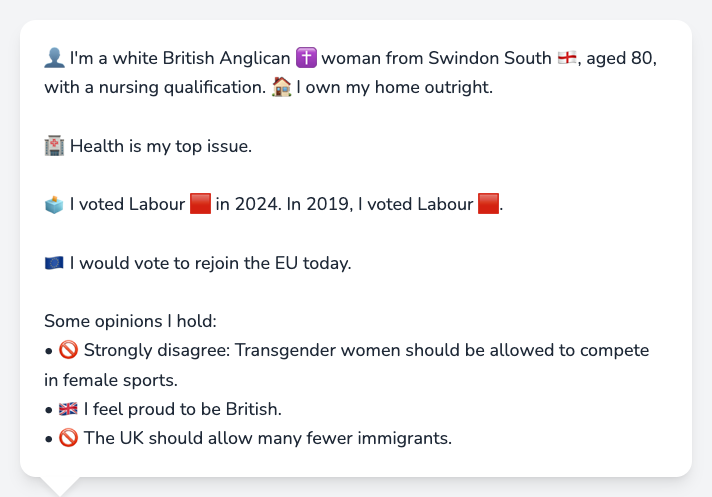 👤 I'm a white British Anglican ✝️ woman from Swindon South 🏴󠁧󠁢󠁥󠁮󠁧󠁿, aged 80,
with a nursing qualification. 🏠 I own my home outright.
🏥 Health is my top issue.
🗳️ I voted Labour 🟥 in 2024. In 2019, I voted Labour 🟥.
🇪🇺 I would vote to rejoin the EU today.
Some opinions I hold:
• 🚫 Strongly disagree: Transgender women should be allowed to compete
in female sports.
• 🇬🇧 I feel proud to be British.
• 🚫 The UK should allow many fewer immigrants.